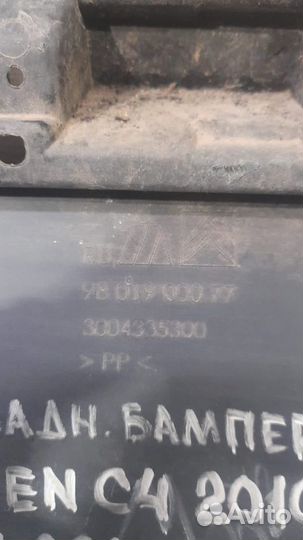 98 019 000 77
3004335300
> PP <
АДН. БАМПЕР
EN C4 2010
Avito